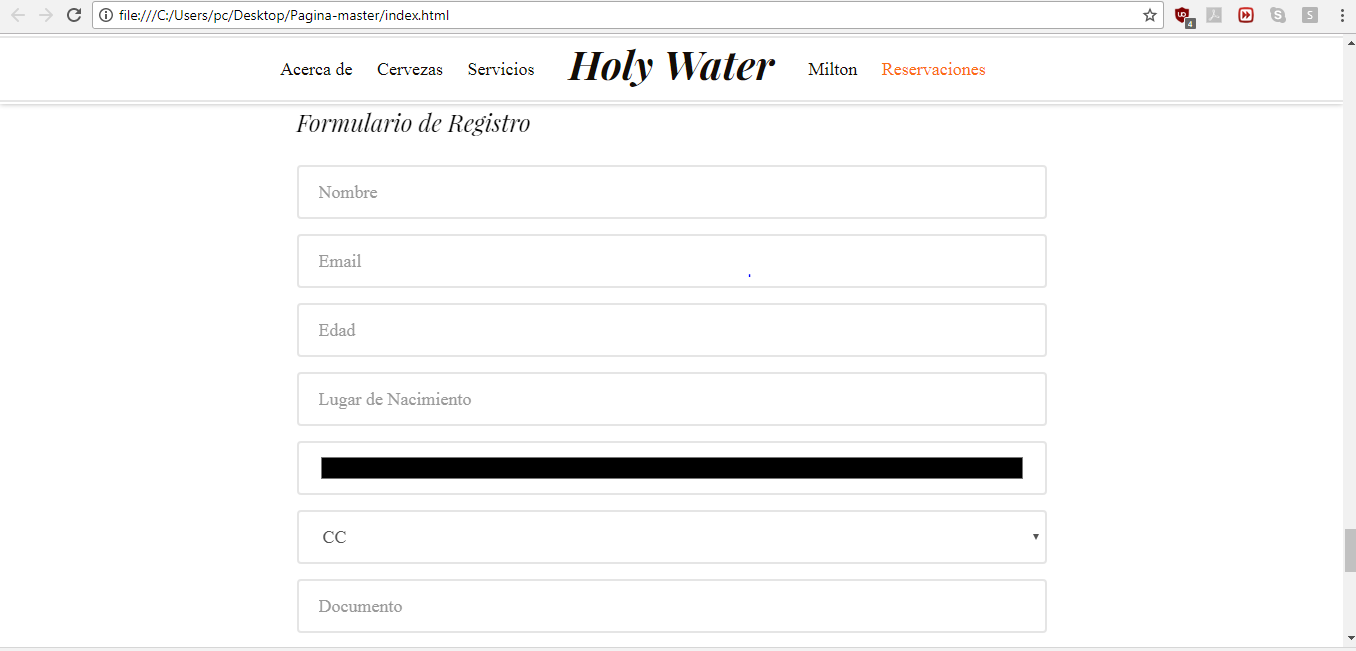 file:///C:/Users/pc/Desktop/Pagina-master/index.html
4
S
Acerca de Cervezas Servicios Holy Water Milton Reservaciones
Formulario de Registro
Nombre
Email
Edad
Lugar de Nacimiento
CC
Documento